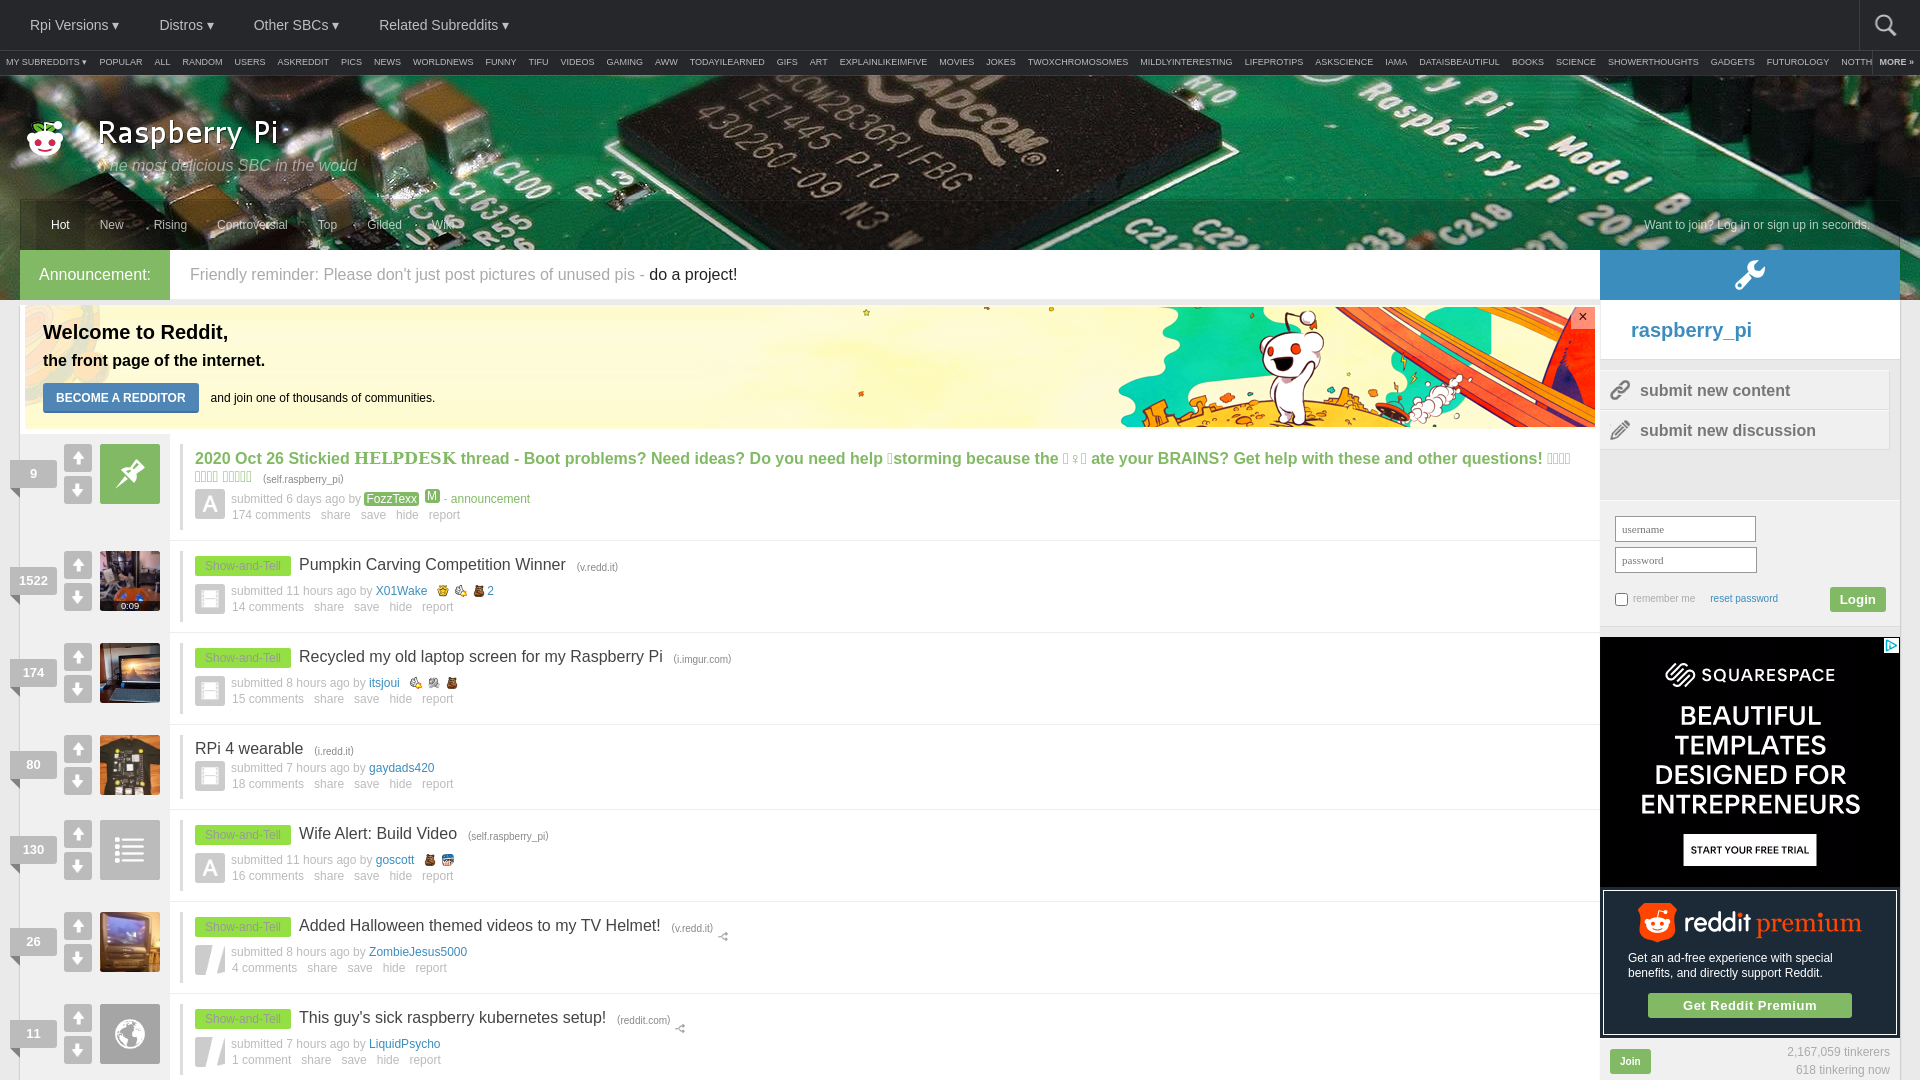 Rpi Versions ▾ Distros ▾ Other SBCs ▾ Related Subreddits ▾
MY SUBREDDITS ▾ POPULAR ALL RANDOM USERS ASKREDDIT PICS NEWS WORLDNEWS FUNNY TIFU VIDEOS GAMING AWW TODAYILEARNED GIFS ART EXPLAINLIKEIMFIVE MOVIES JOKES TWOXCHROMOSOMES MILDLYINTERESTING LIFEPROTIPS ASKSCIENCE IAMA DATAISBEAUTIFUL BOOKS SCIENCE SHOWERTHOUGHTS GADGETS FUTUROLOGY NOTTH MORE »
Raspberry Pi
The most delicious SBC in the world
Raspberry Pi 2 Model B
TE1445 P10
430260-09
C100
R13
Hot New Rising Controversial Top Gilded Wiki
Want to join? Log in or sign up in seconds.
Announcement: Friendly reminder: Please don't just post pictures of unused pis - do a project!
Welcome to Reddit,
the front page of the internet.
BECOME A REDDITOR and join one of thousands of communities.
×
9
2020 Oct 26 Stickied 𝐇𝐄𝐋𝐏𝐃𝐄𝐒𝐊 thread - Boot problems? Need ideas? Do you need help storming because the ♀ ate your BRAINS? Get help with these and other questions!
(self.raspberry_pi)
A submitted 6 days ago by FozzTexx M - announcement
174 comments share save hide report
1522
0:09
Show-and-Tell Pumpkin Carving Competition Winner (v.redd.it)
submitted 11 hours ago by X01Wake 2
14 comments share save hide report
174
Show-and-Tell Recycled my old laptop screen for my Raspberry Pi (i.imgur.com)
submitted 8 hours ago by itsjoui
15 comments share save hide report
80
RPi 4 wearable (i.redd.it)
submitted 7 hours ago by gaydads420
18 comments share save hide report
130
Show-and-Tell Wife Alert: Build Video (self.raspberry_pi)
A submitted 11 hours ago by goscott
16 comments share save hide report
26
Show-and-Tell Added Halloween themed videos to my TV Helmet! (v.redd.it)
submitted 8 hours ago by ZombieJesus5000
4 comments share save hide report
11
Show-and-Tell This guy's sick raspberry kubernetes setup! (reddit.com)
submitted 7 hours ago by LiquidPsycho
1 comment share save hide report
raspberry_pi
submit new content
submit new discussion
username
password
remember me reset password Login
SQUARESPACE
BEAUTIFUL
TEMPLATES
DESIGNED FOR
ENTREPRENEURS
START YOUR FREE TRIAL
reddit premium
Get an ad-free experience with special
benefits, and directly support Reddit.
Get Reddit Premium
Join 2,167,059 tinkerers
618 tinkering now